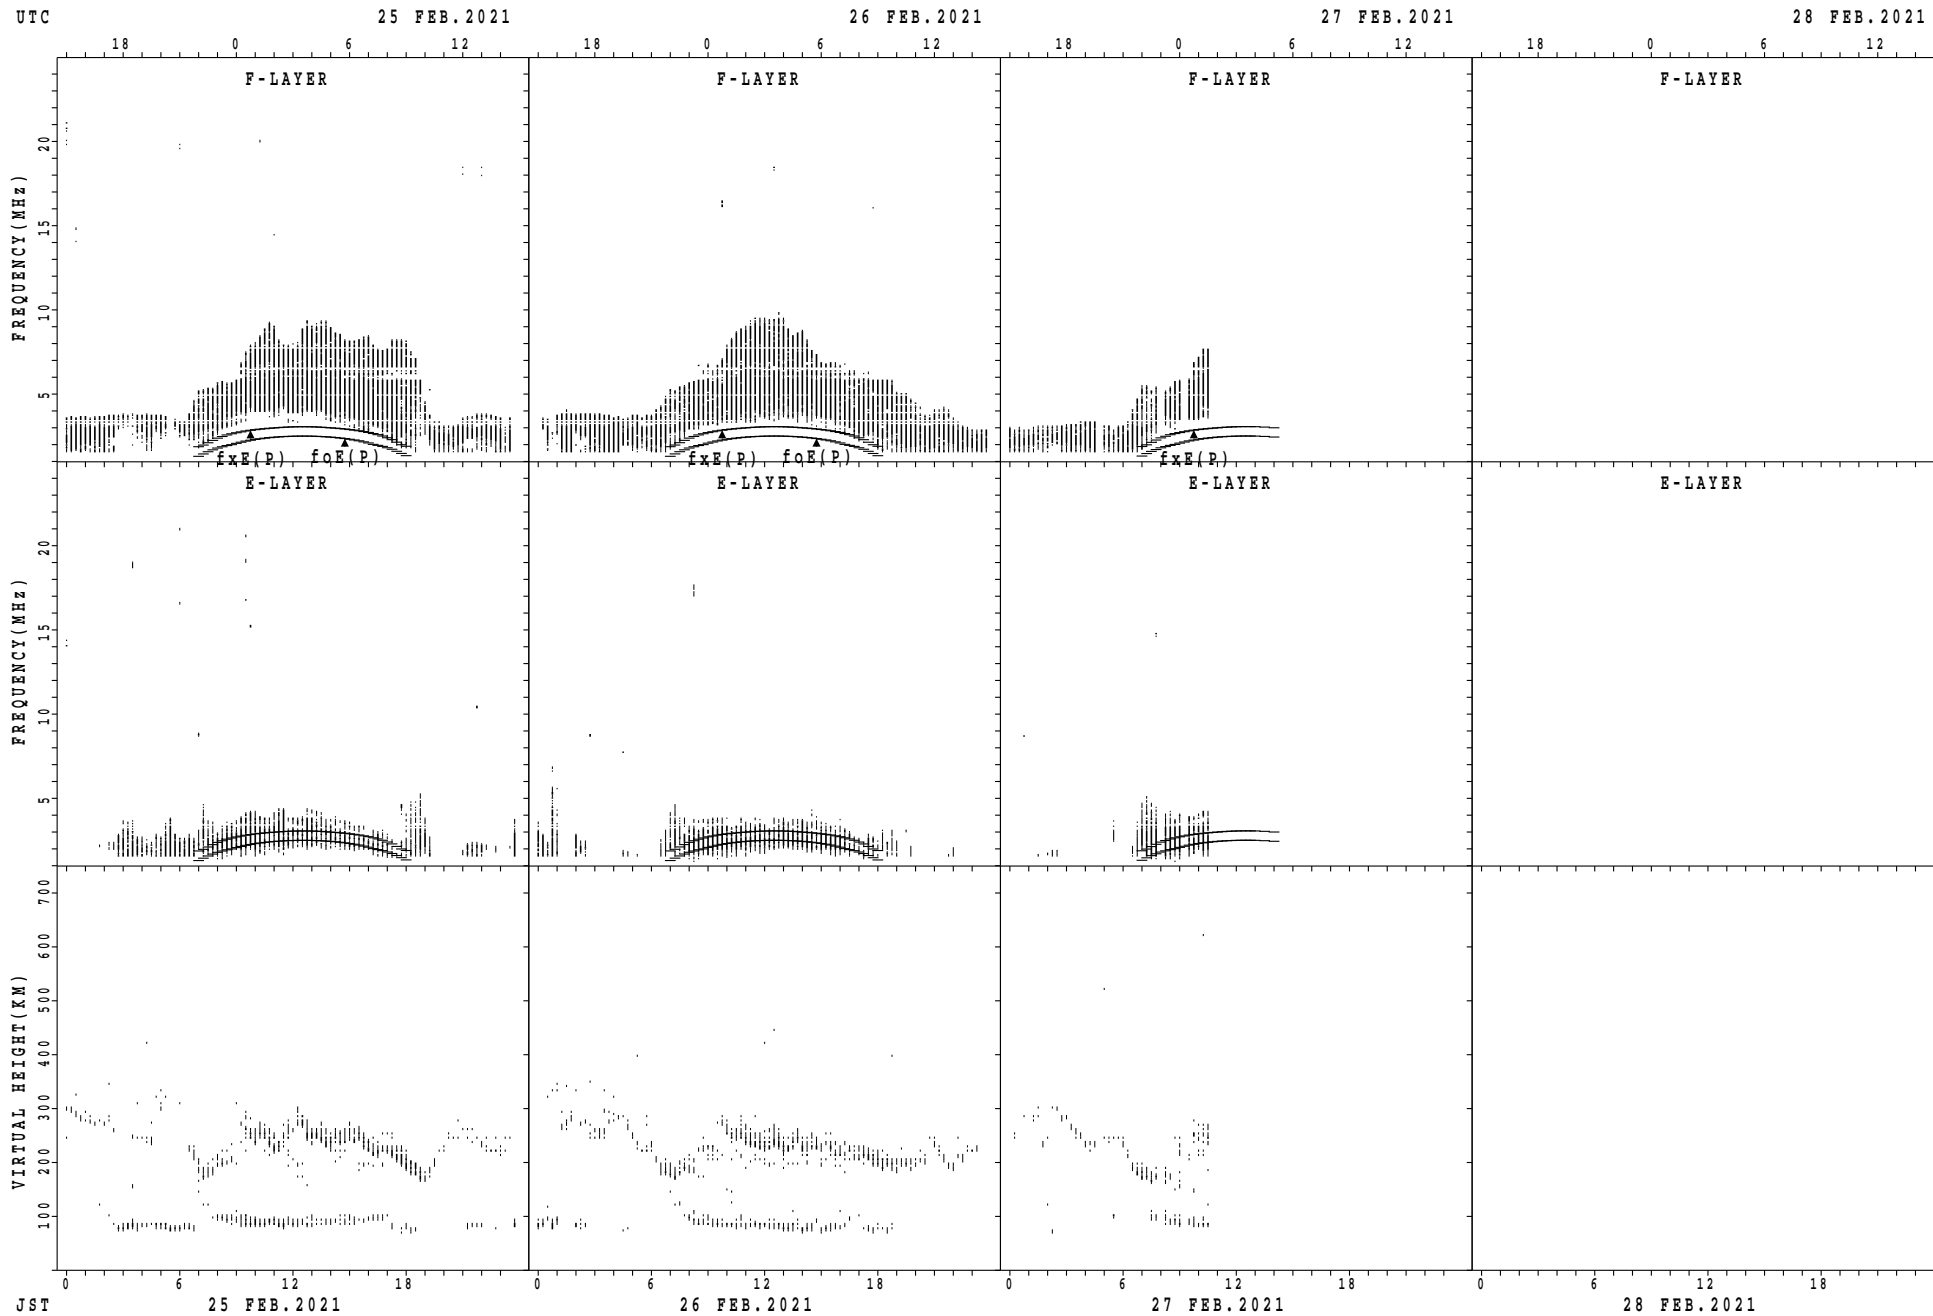 UTC 25 FEB.2021 26 FEB.2021 27 FEB.2021 28 FEB.2021
18 0 6 12 18 0 6 12 18 0 6 12 18 0 6 12
F-LAYER F-LAYER F-LAYER F-LAYER
FREQUENCY(MHz)
20
15
10
5
fxE(P) foE(P) fxE(P) foE(P) fxE(P)
E-LAYER E-LAYER E-LAYER E-LAYER
FREQUENCY(MHz)
20
15
10
5
VIRTUAL HEIGHT(KM)
700
600
500
400
300
200
100
0 6 12 18 0 6 12 18 0 6 12 18 0 6 12 18
JST 25 FEB.2021 26 FEB.2021 27 FEB.2021 28 FEB.2021